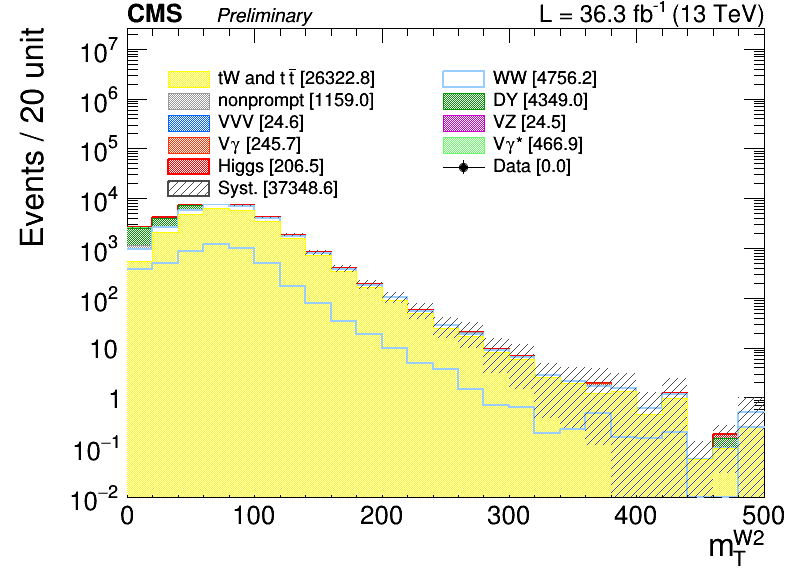 CMS Preliminary L = 36.3 fb⁻¹ (13 TeV)
Events / 20 unit
10⁷
10⁶
10⁵
10⁴
10³
10²
10
1
10⁻¹
10⁻²
tW and t t̄ [26322.8]
nonprompt [1159.0]
VVV [24.6]
Vγ [245.7]
Higgs [206.5]
Syst. [37348.6]
WW [4756.2]
DY [4349.0]
VZ [24.5]
Vγ* [466.9]
Data [0.0]
0 100 200 300 400 500
m_T^W2